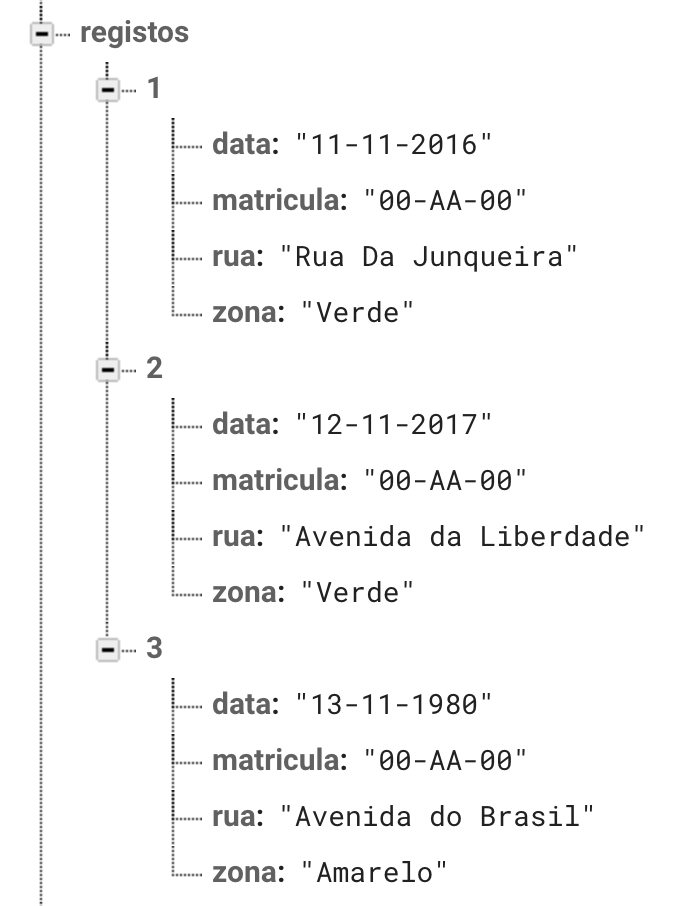 registos
1
data: "11-11-2016"
matricula: "00-AA-00"
rua: "Rua Da Junqueira"
zona: "Verde"
2
data: "12-11-2017"
matricula: "00-AA-00"
rua: "Avenida da Liberdade"
zona: "Verde"
3
data: "13-11-1980"
matricula: "00-AA-00"
rua: "Avenida do Brasil"
zona: "Amarelo"